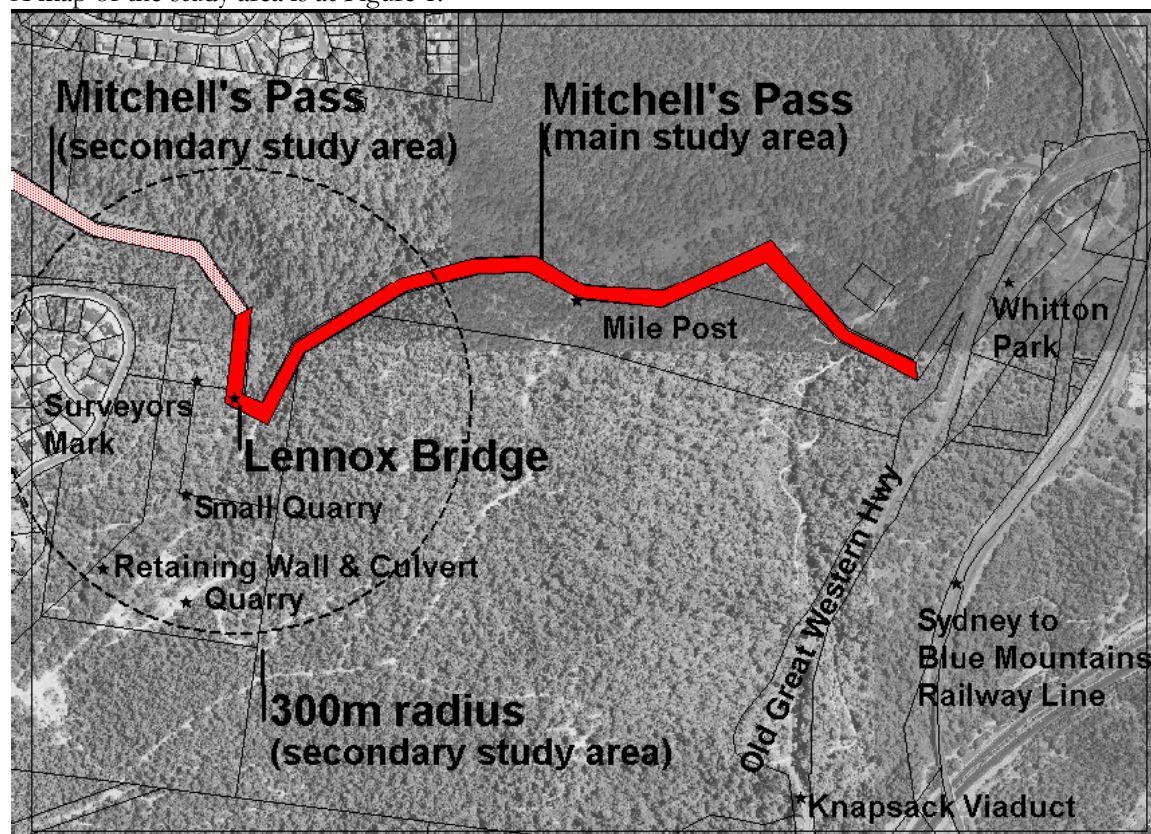 A map of the study area is at Figure 1.
Mitchell's Pass
(secondary study area)
Mitchell's Pass
(main study area)
Mile Post
Whitton
Park
Surveyors
Mark
Lennox Bridge
Small Quarry
Retaining Wall & Culvert
Quarry
Old Great Western Hwy
Sydney to
Blue Mountains
Railway Line
300m radius
(secondary study area)
Knapsack Viaduct